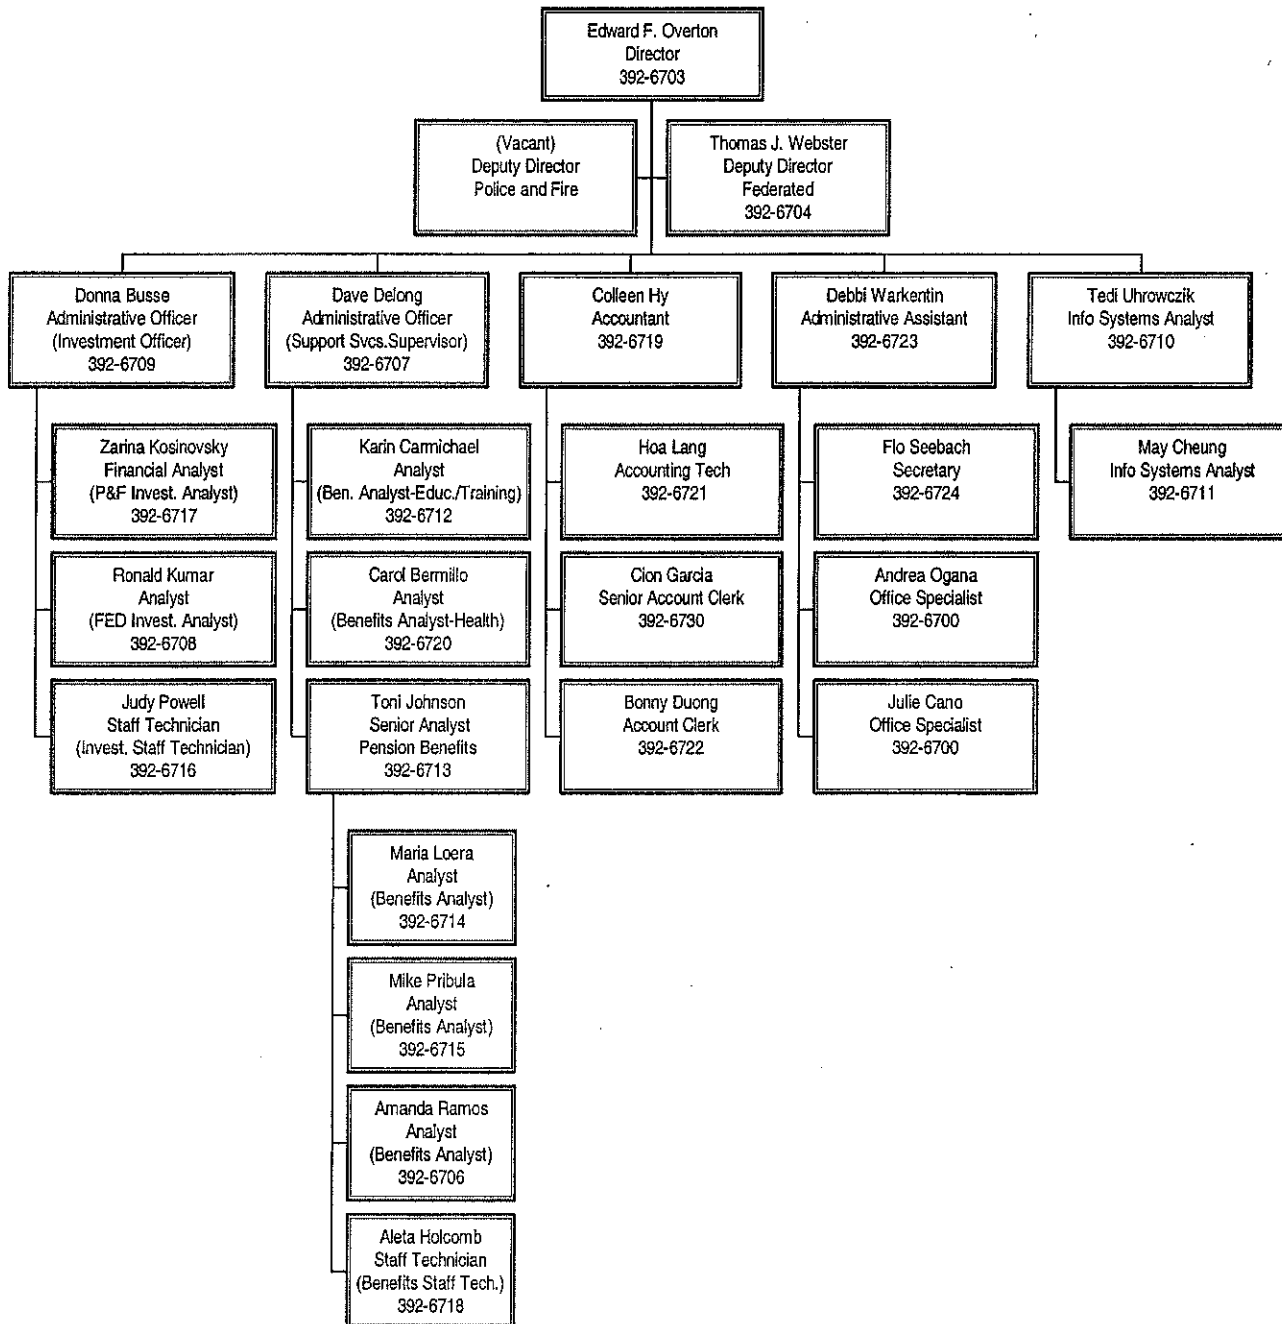 Edward F. Overton
Director
392-6703
(Vacant)
Deputy Director
Police and Fire
Thomas J. Webster
Deputy Director
Federated
392-6704
Donna Busse
Administrative Officer
(Investment Officer)
392-6709
Dave Delong
Administrative Officer
(Support Svcs.Supervisor)
392-6707
Colleen Hy
Accountant
392-6719
Debbi Warkentin
Administrative Assistant
392-6723
Tedi Uhrowczik
Info Systems Analyst
392-6710
Zarina Kosinovsky
Financial Analyst
(P&F Invest. Analyst)
392-6717
Karin Carmichael
Analyst
(Ben. Analyst-Educ./Training)
392-6712
Hoa Lang
Accounting Tech
392-6721
Flo Seebach
Secretary
392-6724
May Cheung
Info Systems Analyst
392-6711
Ronald Kumar
Analyst
(FED Invest. Analyst)
392-6708
Carol Bermillo
Analyst
(Benefits Analyst-Health)
392-6720
Cion Garcia
Senior Account Clerk
392-6730
Andrea Ogana
Office Specialist
392-6700
Judy Powell
Staff Technician
(Invest. Staff Technician)
392-6716
Toni Johnson
Senior Analyst
Pension Benefits
392-6713
Bonny Duong
Account Clerk
392-6722
Julie Cano
Office Specialist
392-6700
Maria Loera
Analyst
(Benefits Analyst)
392-6714
Mike Pribula
Analyst
(Benefits Analyst)
392-6715
Amanda Ramos
Analyst
(Benefits Analyst)
392-6706
Aleta Holcomb
Staff Technician
(Benefits Staff Tech.)
392-6718